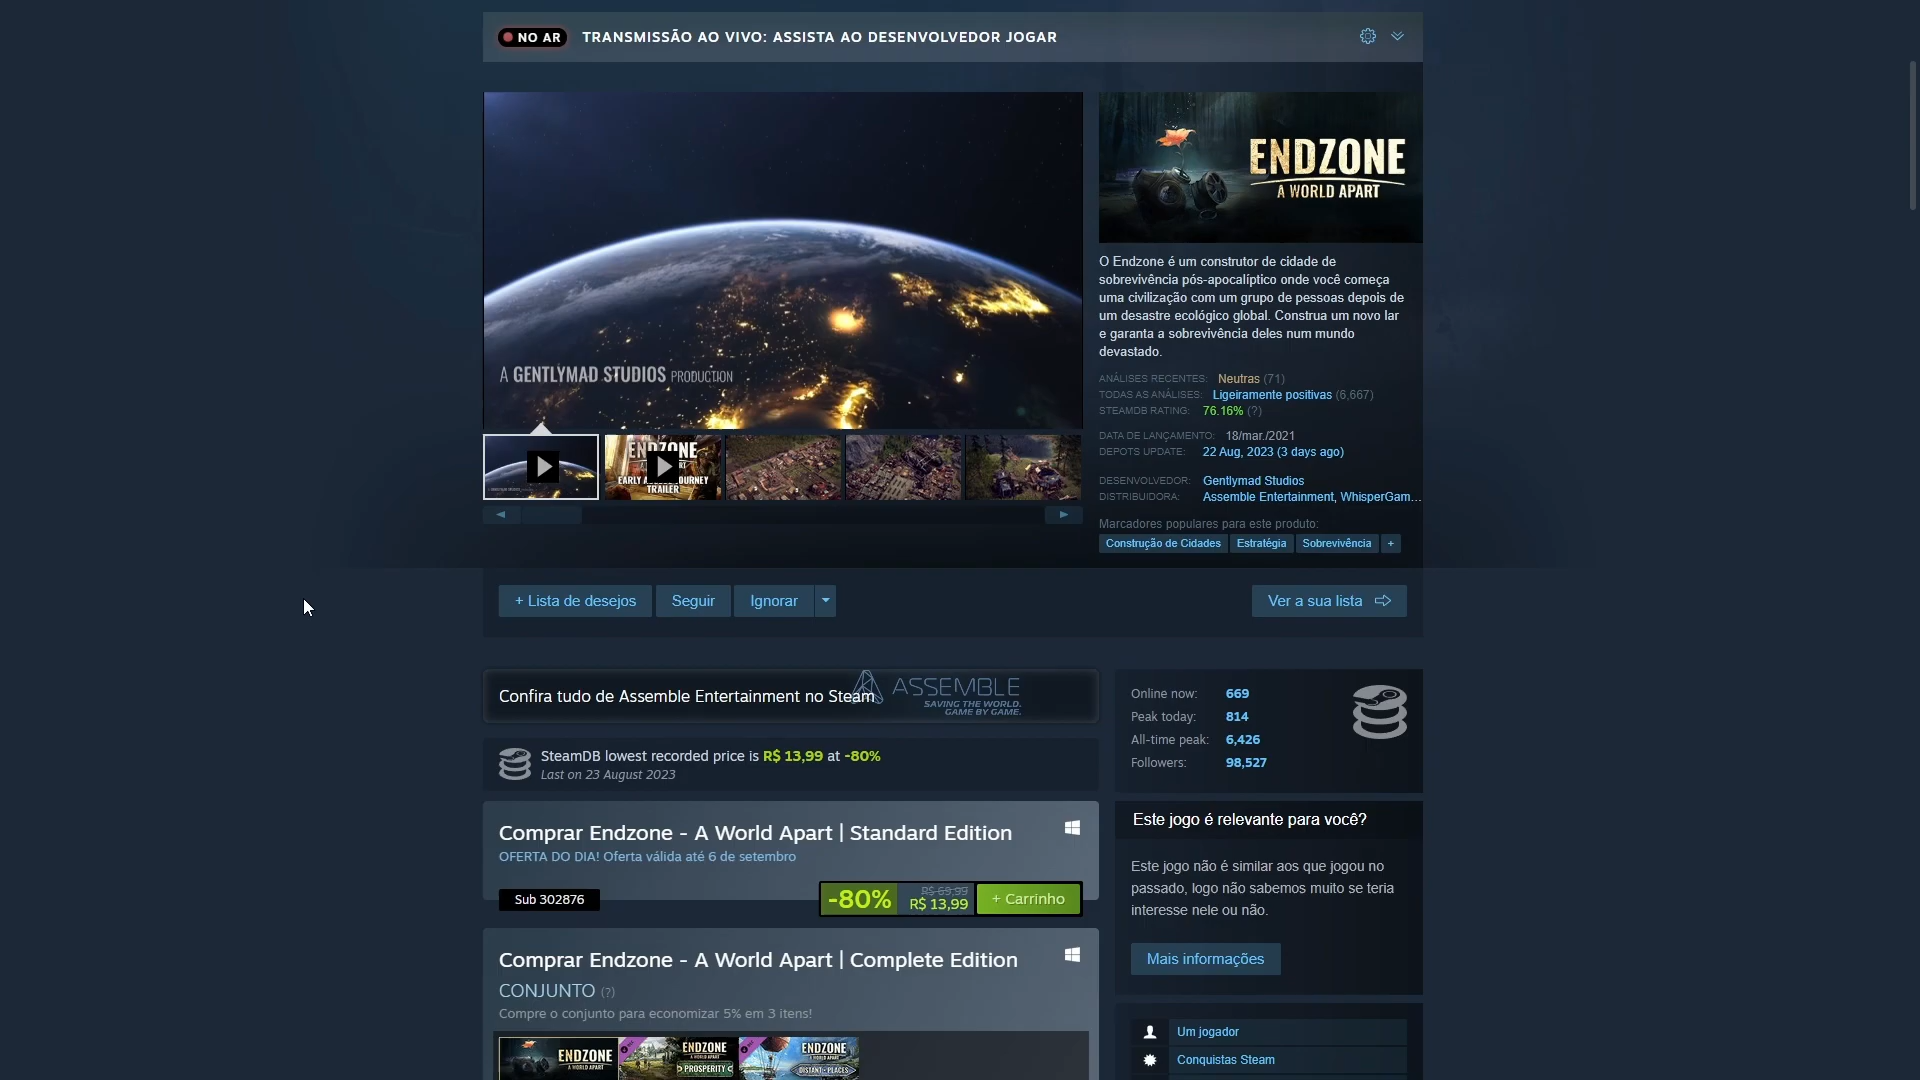 NO AR
TRANSMISSÃO AO VIVO: ASSISTA AO DESENVOLVEDOR JOGAR
A GENTLYMAD STUDIOS PRODUCTION
ENDZONE
EARLY ACCESS JOURNEY
TRAILER
ENDZONE
A WORLD APART
O Endzone é um construtor de cidade de
sobrevivência pós-apocalíptico onde você começa
uma civilização com um grupo de pessoas depois de
um desastre ecológico global. Construa um novo lar
e garanta a sobrevivência deles num mundo
devastado.
ANÁLISES RECENTES: Neutras (71)
TODAS AS ANÁLISES: Ligeiramente positivas (6,667)
STEAMDB RATING: 76.16% (?)
DATA DE LANÇAMENTO: 18/mar./2021
DEPOTS UPDATE: 22 Aug, 2023 (3 days ago)
DESENVOLVEDOR: Gentlymad Studios
DISTRIBUIDORA: Assemble Entertainment, WhisperGam...
Marcadores populares para este produto:
Construção de Cidades Estratégia Sobrevivência +
+ Lista de desejos Seguir Ignorar Ver a sua lista
Confira tudo de Assemble Entertainment no Steam
ASSEMBLE
SAVING THE WORLD.
GAME BY GAME.
SteamDB lowest recorded price is R$ 13,99 at -80%
Last on 23 August 2023
Comprar Endzone - A World Apart | Standard Edition
OFERTA DO DIA! Oferta válida até 6 de setembro
Sub 302876
-80% R$ 69,99 R$ 13,99 + Carrinho
Comprar Endzone - A World Apart | Complete Edition
CONJUNTO (?)
Compre o conjunto para economizar 5% em 3 itens!
ENDZONE
ENDZONE
A WORLD APART
PROSPERITY
ENDZONE
A WORLD APART
DISTANT PLACES
Online now: 669
Peak today: 814
All-time peak: 6,426
Followers: 98,527
Este jogo é relevante para você?
Este jogo não é similar aos que jogou no
passado, logo não sabemos muito se teria
interesse nele ou não.
Mais informações
Um jogador
Conquistas Steam